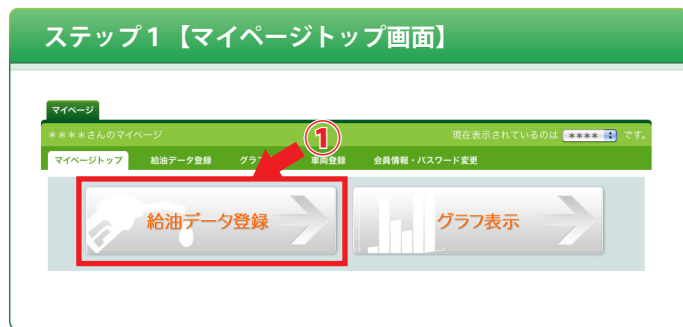 ステップ1【マイページトップ画面】
マイページ
****さんのマイページ
現在表示されているのは **** です。
①
マイページトップ 給油データ登録 車両登録 会員情報・パスワード変更
給油データ登録
グラフ表示